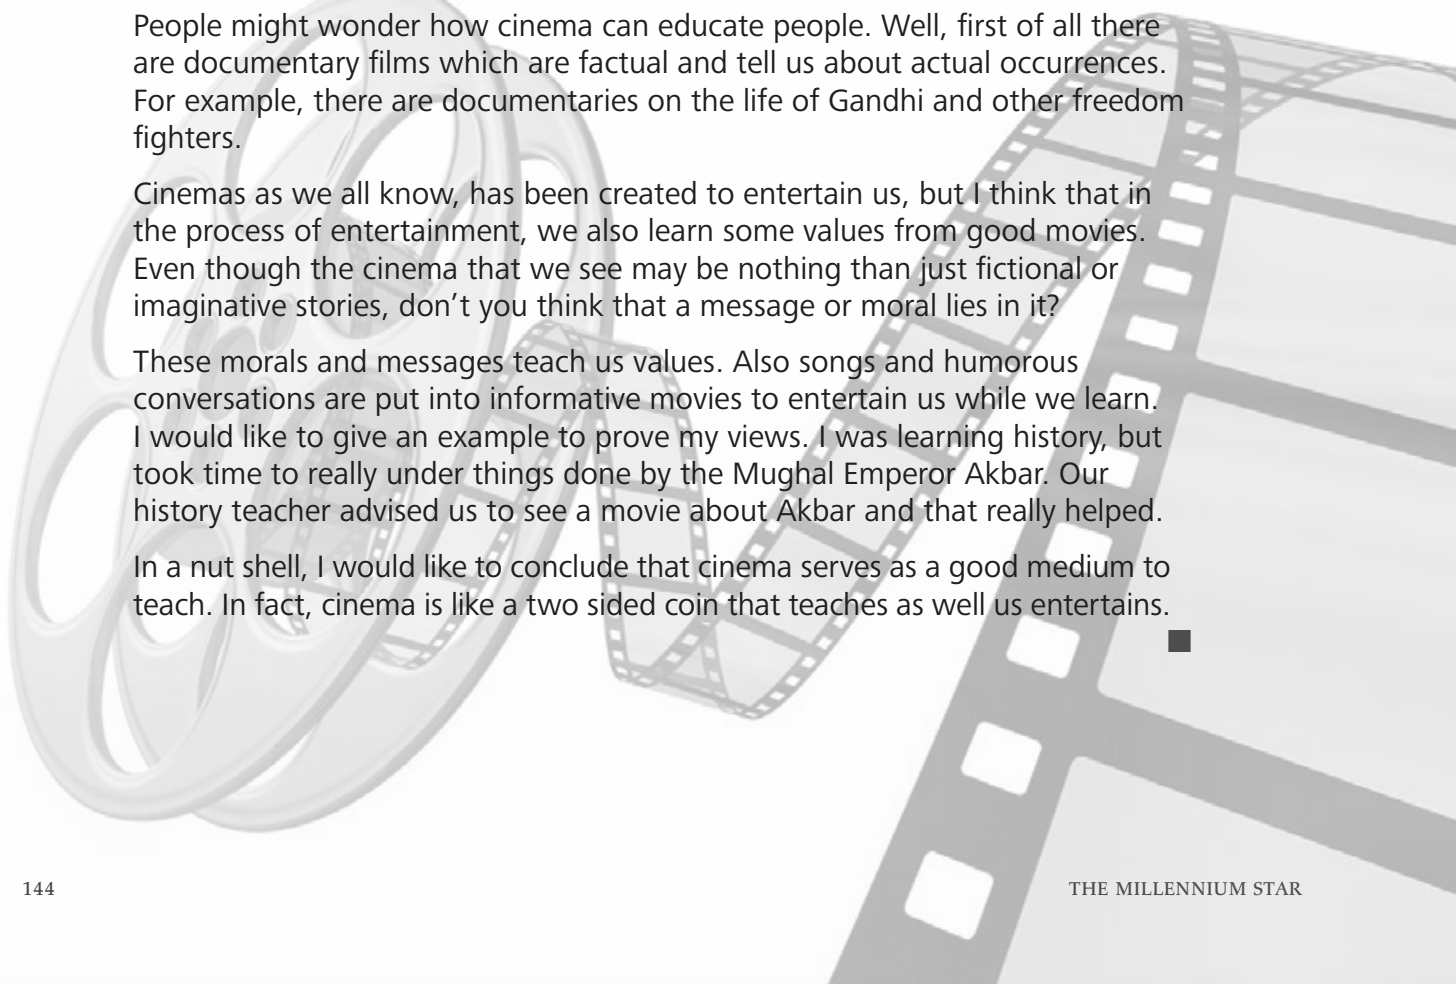 People might wonder how cinema can educate people. Well, first of all there
are documentary films which are factual and tell us about actual occurrences.
For example, there are documentaries on the life of Gandhi and other freedom
fighters.
Cinemas as we all know, has been created to entertain us, but I think that in
the process of entertainment, we also learn some values from good movies.
Even though the cinema that we see may be nothing than just fictional or
imaginative stories, don’t you think that a message or moral lies in it?
These morals and messages teach us values. Also songs and humorous
conversations are put into informative movies to entertain us while we learn.
I would like to give an example to prove my views. I was learning history, but
took time to really under things done by the Mughal Emperor Akbar. Our
history teacher advised us to see a movie about Akbar and that really helped.
In a nut shell, I would like to conclude that cinema serves as a good medium to
teach. In fact, cinema is like a two sided coin that teaches as well us entertains.
144
THE MILLENNIUM STAR